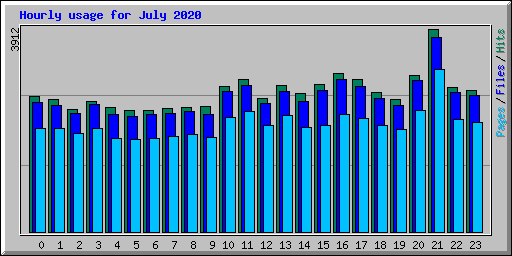 Hourly usage for July 2020
3912
Pages / Files / Hits
0 1 2 3 4 5 6 7 8 9 10 11 12 13 14 15 16 17 18 19 20 21 22 23